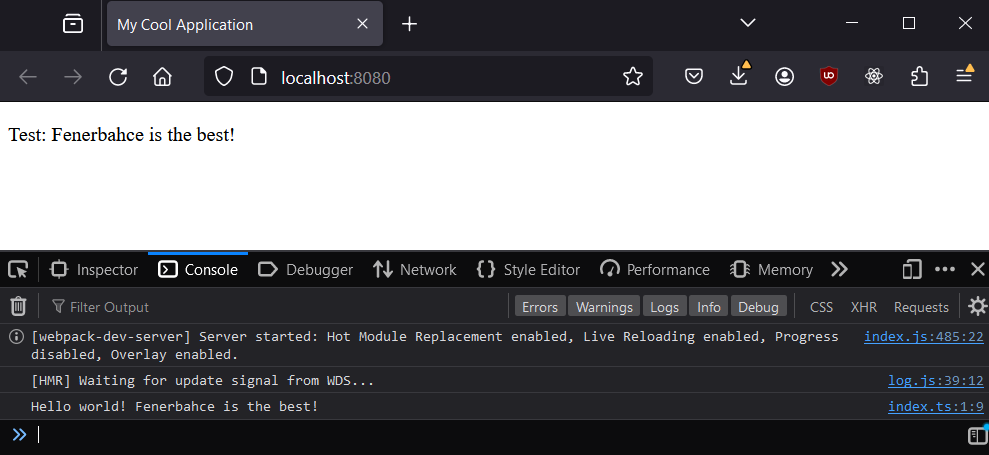 My Cool Application
localhost:8080
Test: Fenerbahce is the best!
Inspector Console Debugger Network Style Editor Performance Memory
Filter Output Errors Warnings Logs Info Debug CSS XHR Requests
[webpack-dev-server] Server started: Hot Module Replacement enabled, Live Reloading enabled, Progress index.js:485:22
disabled, Overlay enabled.
[HMR] Waiting for update signal from WDS... log.js:39:12
Hello world! Fenerbahce is the best! index.ts:1:9